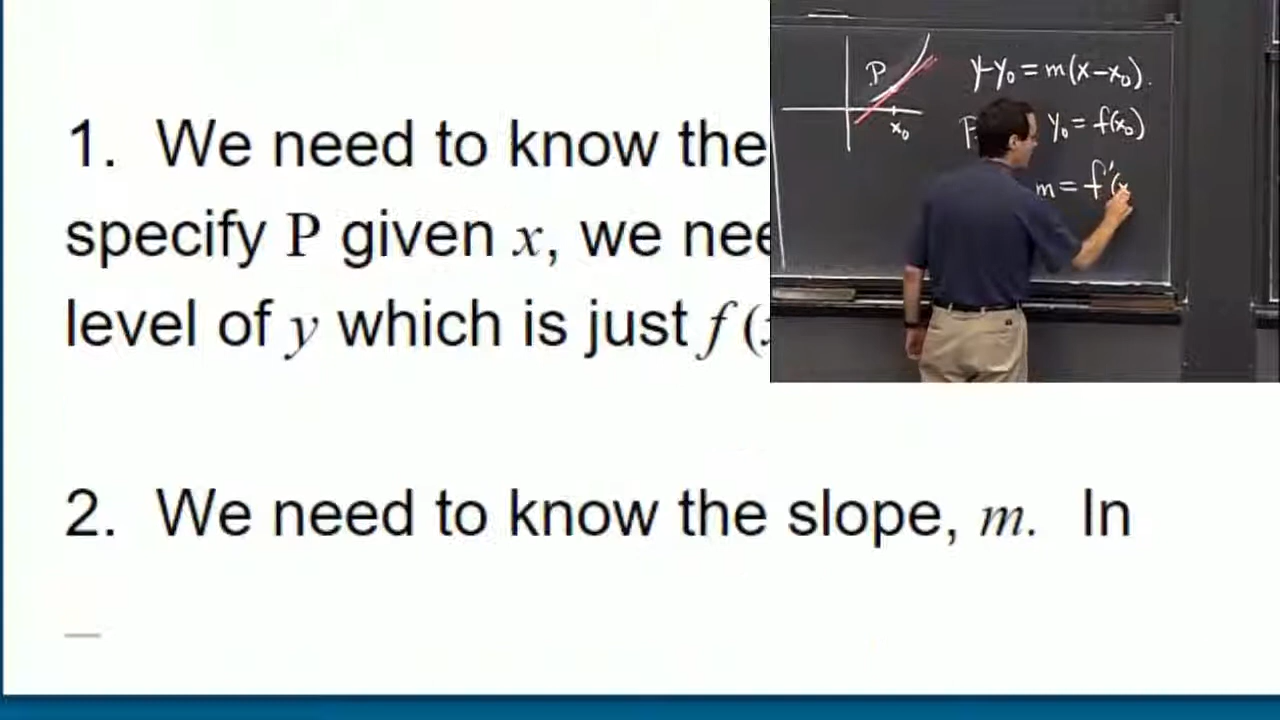 1. We need to know the
specify P given x, we nee
level of y which is just f (
2. We need to know the slope, m. In
P
x₀
y-y₀ = m(x-x₀).
y₀ = f(x₀)
m = f'(x